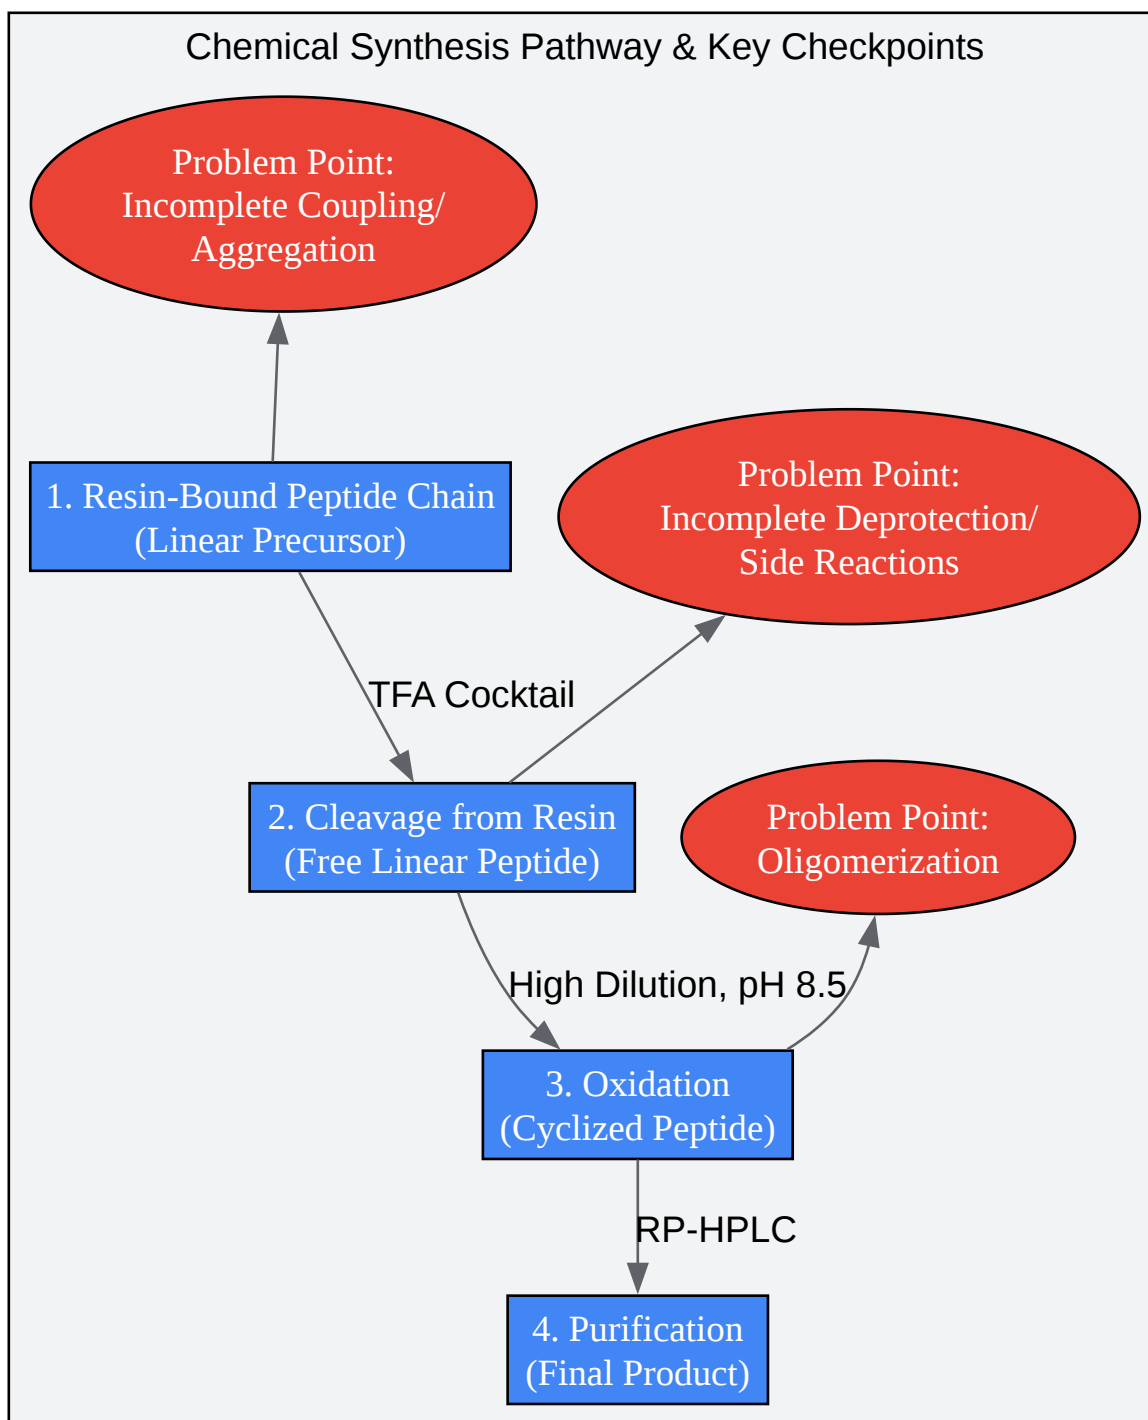 Chemical Synthesis Pathway & Key Checkpoints
Problem Point:
Incomplete Coupling/
Aggregation
1. Resin-Bound Peptide Chain
(Linear Precursor)
Problem Point:
Incomplete Deprotection/
Side Reactions
TFA Cocktail
2. Cleavage from Resin
(Free Linear Peptide)
Problem Point:
Oligomerization
High Dilution, pH 8.5
3. Oxidation
(Cyclized Peptide)
RP-HPLC
4. Purification
(Final Product)